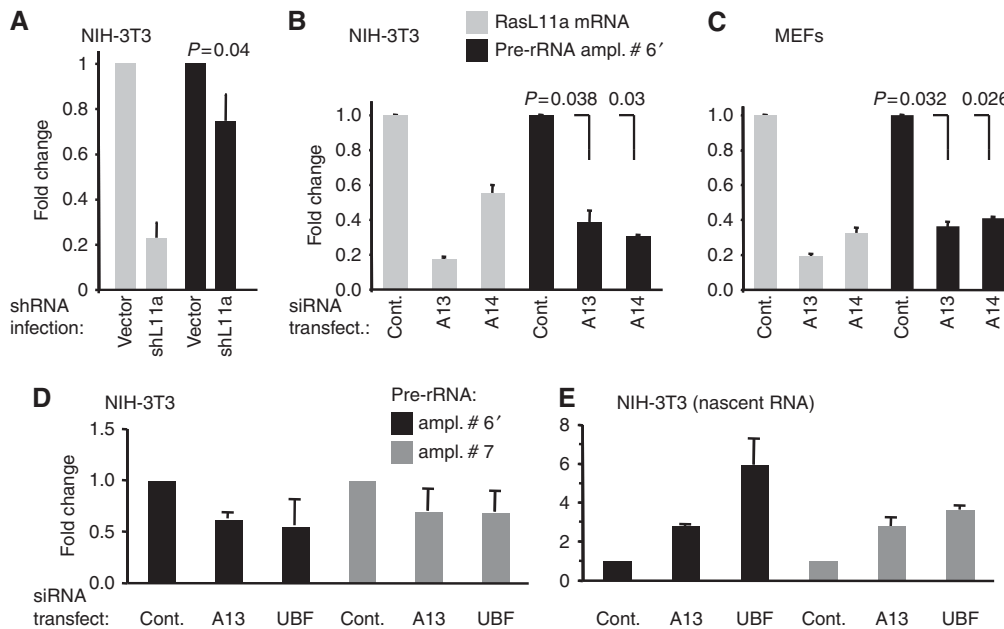 A
NIH-3T3
P=0.04
Fold change
1
0.8
0.6
0.4
0.2
0
shRNA
infection:
Vector
shL11a
Vector
shL11a
B
NIH-3T3
RasL11a mRNA
Pre-rRNA ampl. # 6′
P=0.038 0.03
Fold change
1.0
0.8
0.6
0.4
0.2
0.0
siRNA
transfect.:
Cont.
A13
A14
Cont.
A13
A14
C
MEFs
P=0.032 0.026
1.0
0.8
0.6
0.4
0.2
0.0
Cont.
A13
A14
Cont.
A13
A14
D
NIH-3T3
Pre-rRNA:
ampl. # 6′
ampl. # 7
Fold change
1.5
1.0
0.5
0.0
siRNA
transfect:
Cont. A13 UBF Cont. A13 UBF
E
NIH-3T3 (nascent RNA)
8
6
4
2
0
Cont. A13 UBF Cont. A13 UBF